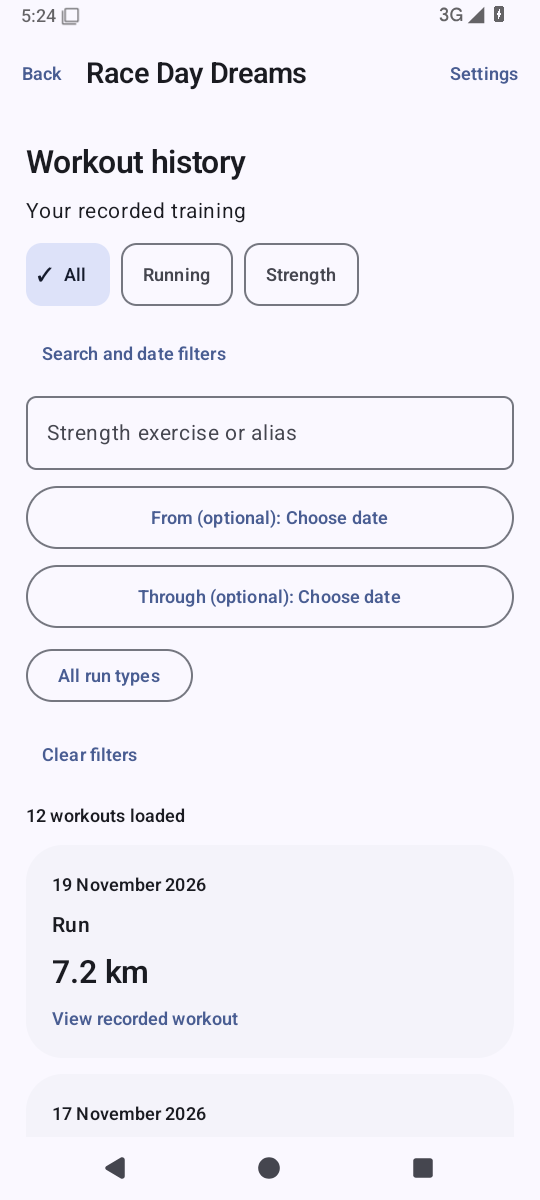 5:24
3G
Back
Race Day Dreams
Settings
Workout history
Your recorded training
✓ All
Running
Strength
Search and date filters
Strength exercise or alias
From (optional): Choose date
Through (optional): Choose date
All run types
Clear filters
12 workouts loaded
19 November 2026
Run
7.2 km
View recorded workout
17 November 2026